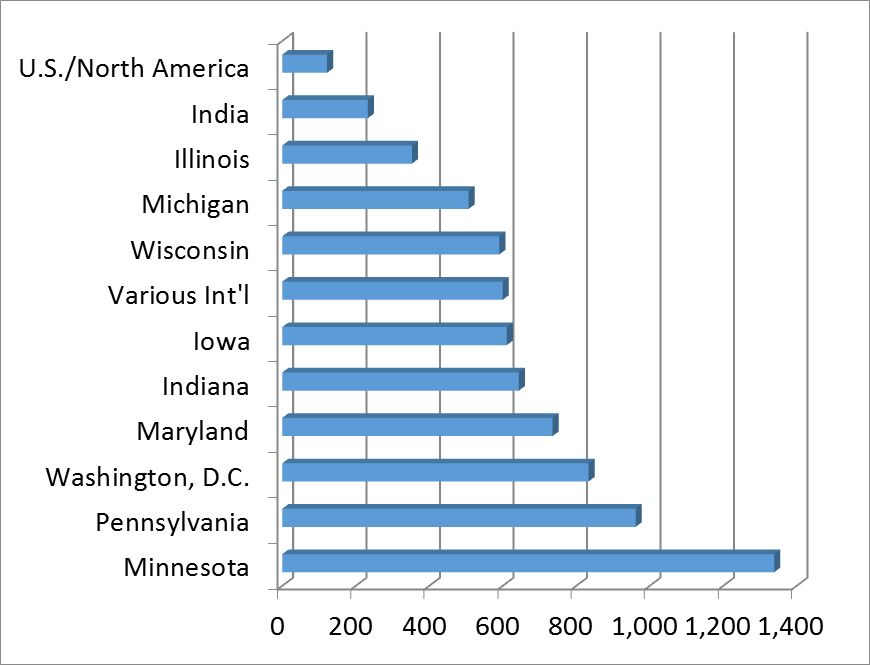 U.S./North America
India
Illinois
Michigan
Wisconsin
Various Int'l
Iowa
Indiana
Maryland
Washington, D.C.
Pennsylvania
Minnesota
0 200 400 600 800 1,000 1,200 1,400